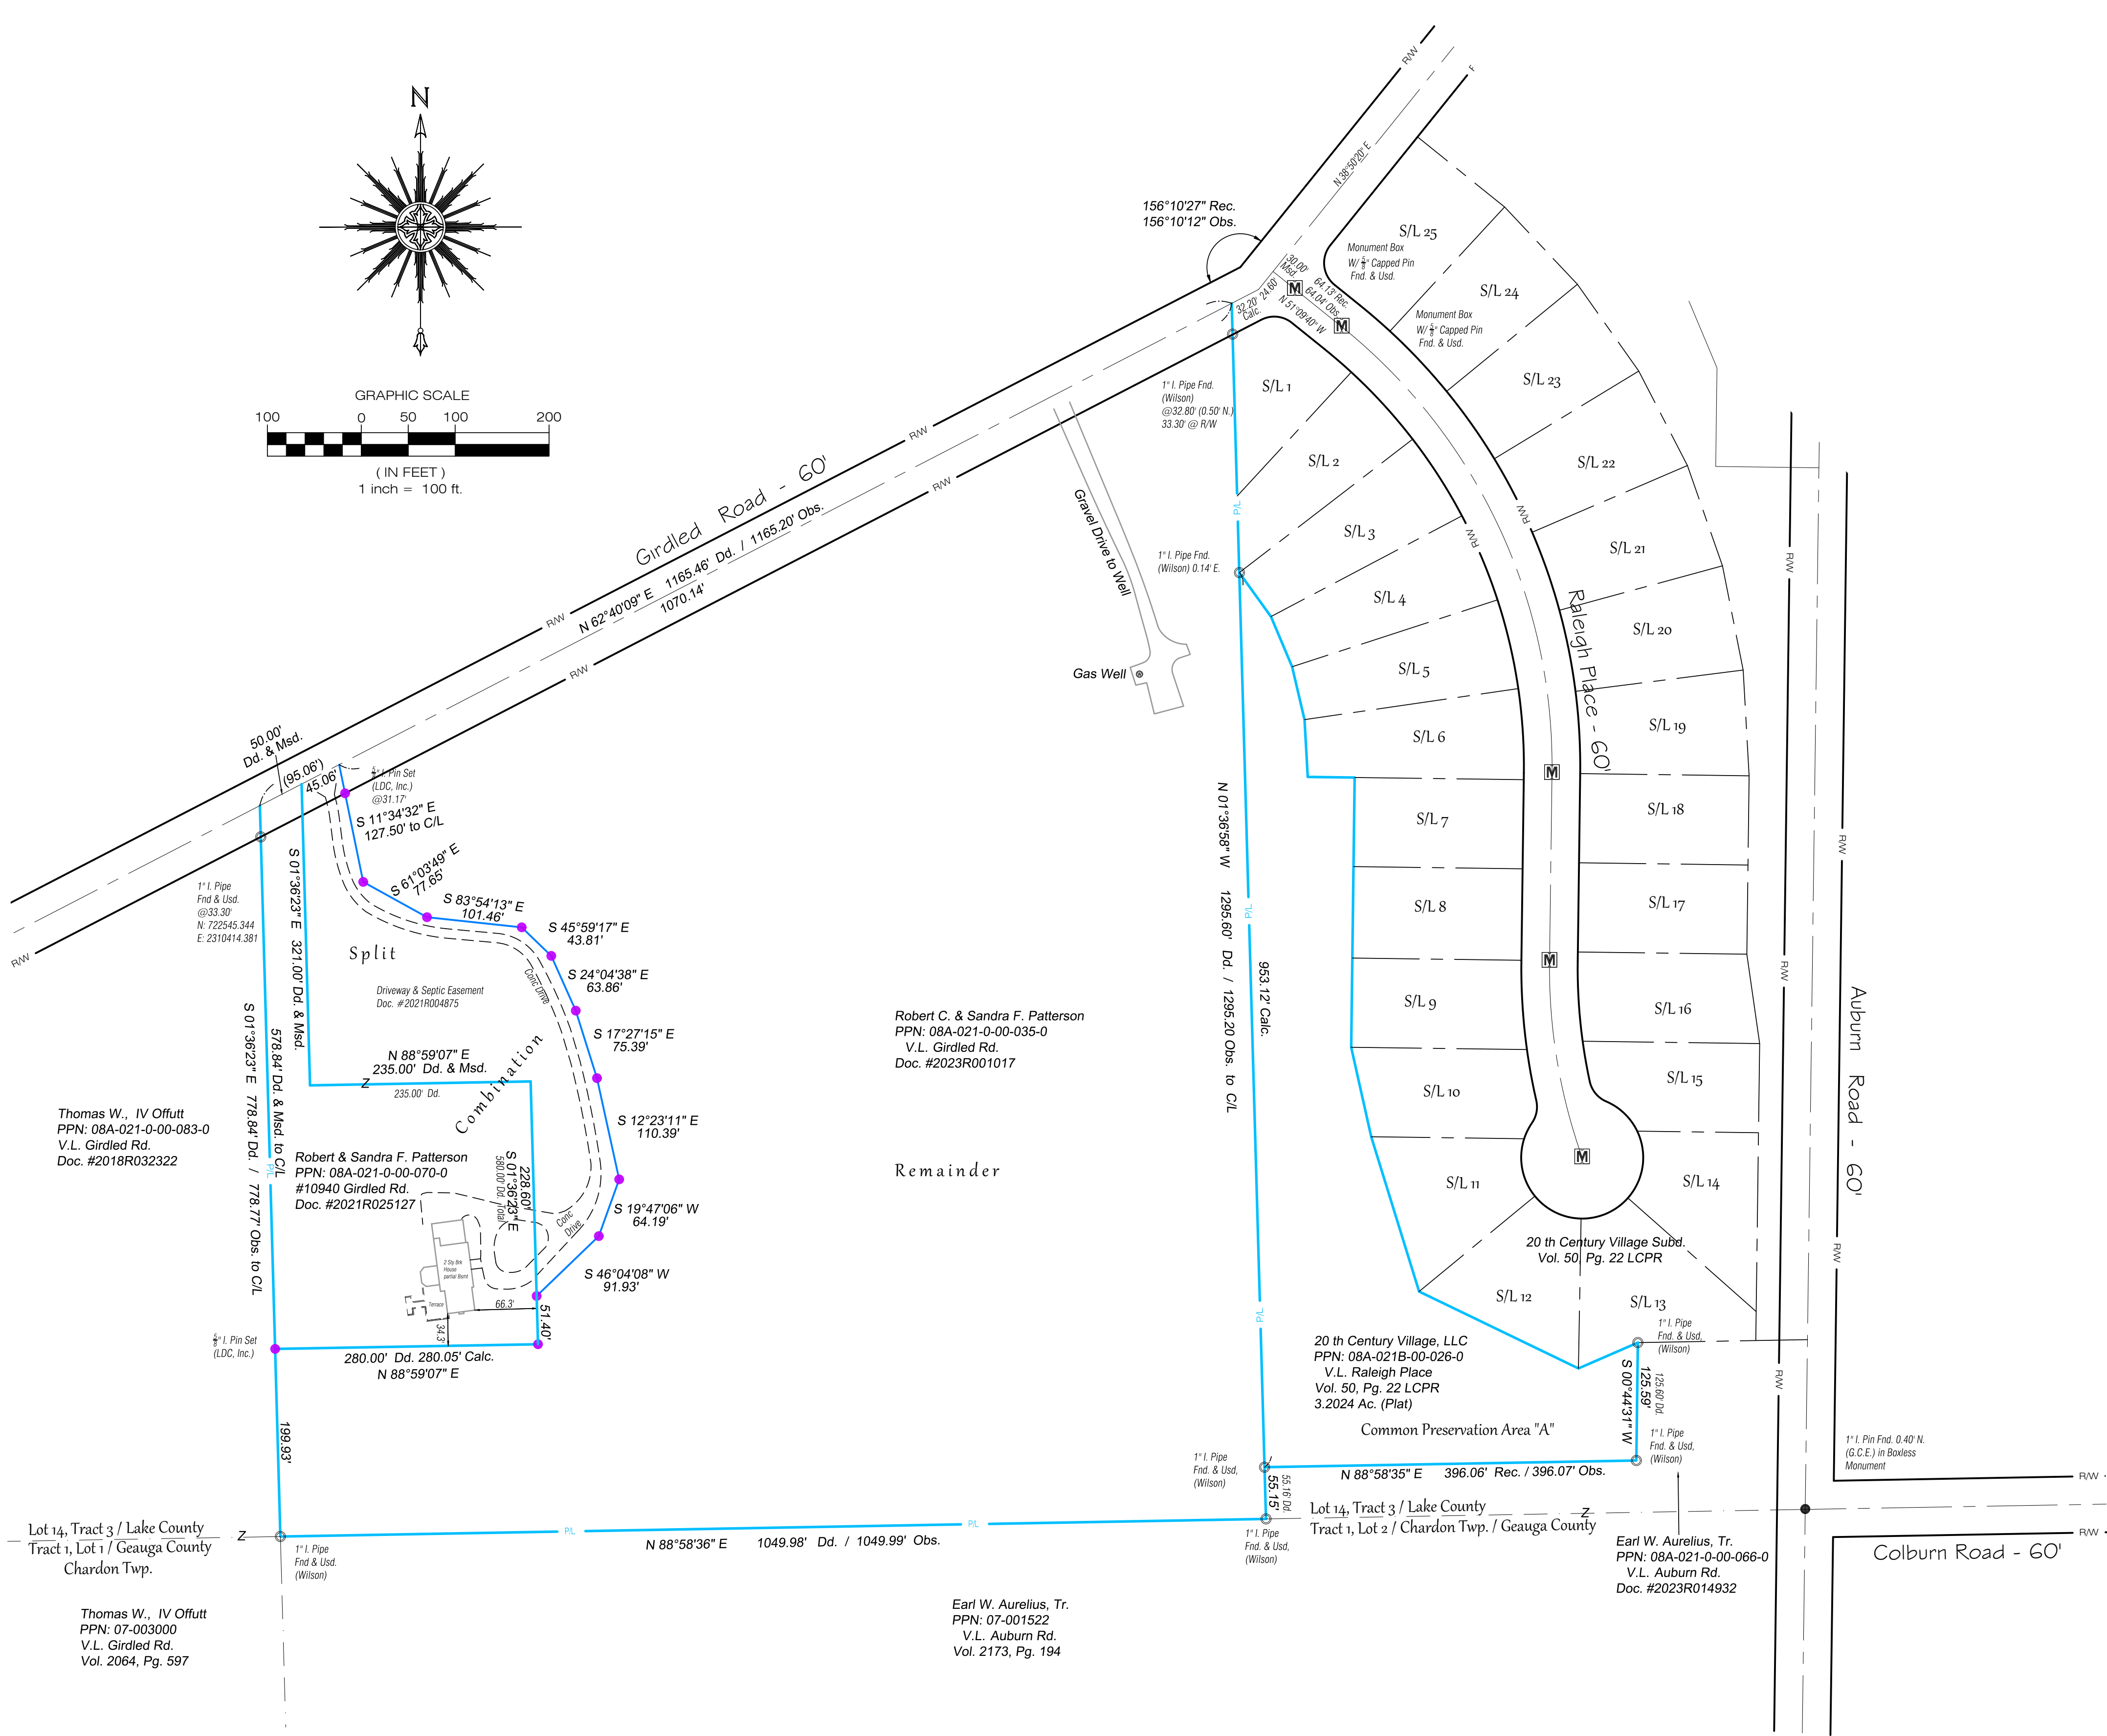 N
GRAPHIC SCALE
100 0 50 100 200
( IN FEET )
1 inch = 100 ft.
R/W
R/W
R/W
R/W
R/W
R/W
R/W
Girdled Road - 60'
N 62°40'09" E 1165.46' Dd. / 1165.20' Obs.
1070.14'
156°10'27" Rec.
156°10'12" Obs.
N 38°50'20" E
30.00'
Msd.
24.60'
32.20'
Calc.
64.13' Rec.
64.04' Obs.
N 51°09'40" W
M
M
Monument Box
W/ 5/8" Capped Pin
Fnd. & Usd.
Monument Box
W/ 5/8" Capped Pin
Fnd. & Usd.
S/L 25
S/L 24
S/L 23
S/L 22
S/L 21
S/L 20
S/L 19
S/L 18
S/L 17
S/L 16
S/L 15
S/L 14
S/L 13
S/L 12
S/L 11
S/L 10
S/L 9
S/L 8
S/L 7
S/L 6
S/L 5
S/L 4
S/L 3
S/L 2
S/L 1
R/W
R/W
Raleigh Place - 60'
M
M
M
1" I. Pipe Fnd.
(Wilson)
@32.80' (0.50' N.)
33.30' @ R/W
P/L
1" I. Pipe Fnd.
(Wilson) 0.14' E.
Gravel Drive to Well
Gas Well
N 01°36'58" W 1295.60' Dd. / 1295.20 Obs. to C/L
953.12' Calc.
P/L
P/L
50.00'
Dd. & Msd.
(95.06')
45.06'
5/8" I. Pin Set
(LDC, Inc.)
@31.17'
S 11°34'32" E
127.50' to C/L
S 61°03'49" E
77.65'
S 83°54'13" E
101.46'
S 45°59'17" E
43.81'
S 24°04'38" E
63.86'
S 17°27'15" E
75.39'
S 12°23'11" E
110.39'
S 19°47'06" W
64.19'
S 46°04'08" W
91.93'
1" I. Pipe
Fnd & Usd.
@33.30'
N: 722545.344
E: 2310414.381
S 01°36'23" E 321.00' Dd. & Msd.
S 01°36'23" E 778.84' Dd. / 778.77' Obs. to C/L
578.84' Dd. & Msd. to C/L
P/L
Split
Driveway & Septic Easement
Doc. #2021R004875
Conc Drive
Combination
N 88°59'07" E
235.00' Dd. & Msd.
Z
235.00' Dd.
Robert C. & Sandra F. Patterson
PPN: 08A-021-0-00-035-0
V.L. Girdled Rd.
Doc. #2023R001017
Remainder
Thomas W., IV Offutt
PPN: 08A-021-0-00-083-0
V.L. Girdled Rd.
Doc. #2018R032322
Robert & Sandra F. Patterson
PPN: 08A-021-0-00-070-0
#10940 Girdled Rd.
Doc. #2021R025127
228.60'
S 01°36'23" E
580.00' Dd. Total
Conc
Drive
2 Sty Brk
House
partial Bsmt
Terrace
66.3'
34.3'
51.40'
5/8" I. Pin Set
(LDC, Inc.)
280.00' Dd. 280.05' Calc.
N 88°59'07" E
199.93'
20 th Century Village Subd.
Vol. 50, Pg. 22 LCPR
20 th Century Village, LLC
PPN: 08A-021B-00-026-0
V.L. Raleigh Place
Vol. 50, Pg. 22 LCPR
3.2024 Ac. (Plat)
Common Preservation Area "A"
1" I. Pipe
Fnd. & Usd,
(Wilson)
S 00°44'31" W
125.59'
125.60' Dd.
1" I. Pipe
Fnd. & Usd,
(Wilson)
1" I. Pipe
Fnd. & Usd,
(Wilson)
N 88°58'35" E 396.06' Rec. / 396.07' Obs.
55.15'
55.16' Dd.
1" I. Pipe
Fnd. & Usd,
(Wilson)
Lot 14, Tract 3 / Lake County
Z
Tract 1, Lot 2 / Chardon Twp. / Geauga County
R/W
R/W
R/W
R/W
R/W
Auburn Road - 60'
1" I. Pin Fnd. 0.40' N.
(G.C.E.) in Boxless
Monument
R/W
R/W
Colburn Road - 60'
Earl W. Aurelius, Tr.
PPN: 08A-021-0-00-066-0
V.L. Auburn Rd.
Doc. #2023R014932
Lot 14, Tract 3 / Lake County
Z
Tract 1, Lot 1 / Geauga County
Chardon Twp.
1" I. Pipe
Fnd & Usd.
(Wilson)
P/L
P/L
N 88°58'36" E 1049.98' Dd. / 1049.99' Obs.
Thomas W., IV Offutt
PPN: 07-003000
V.L. Girdled Rd.
Vol. 2064, Pg. 597
Earl W. Aurelius, Tr.
PPN: 07-001522
V.L. Auburn Rd.
Vol. 2173, Pg. 194